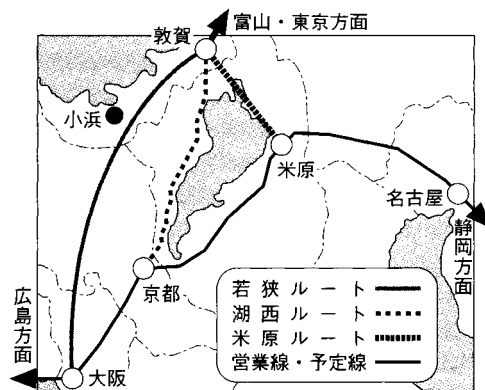 富山・東京方面
敦賀
小浜
米原
名古屋
静岡方面
京都
広島方面
大阪
若狭ルート
湖西ルート
米原ルート
営業線・予定線